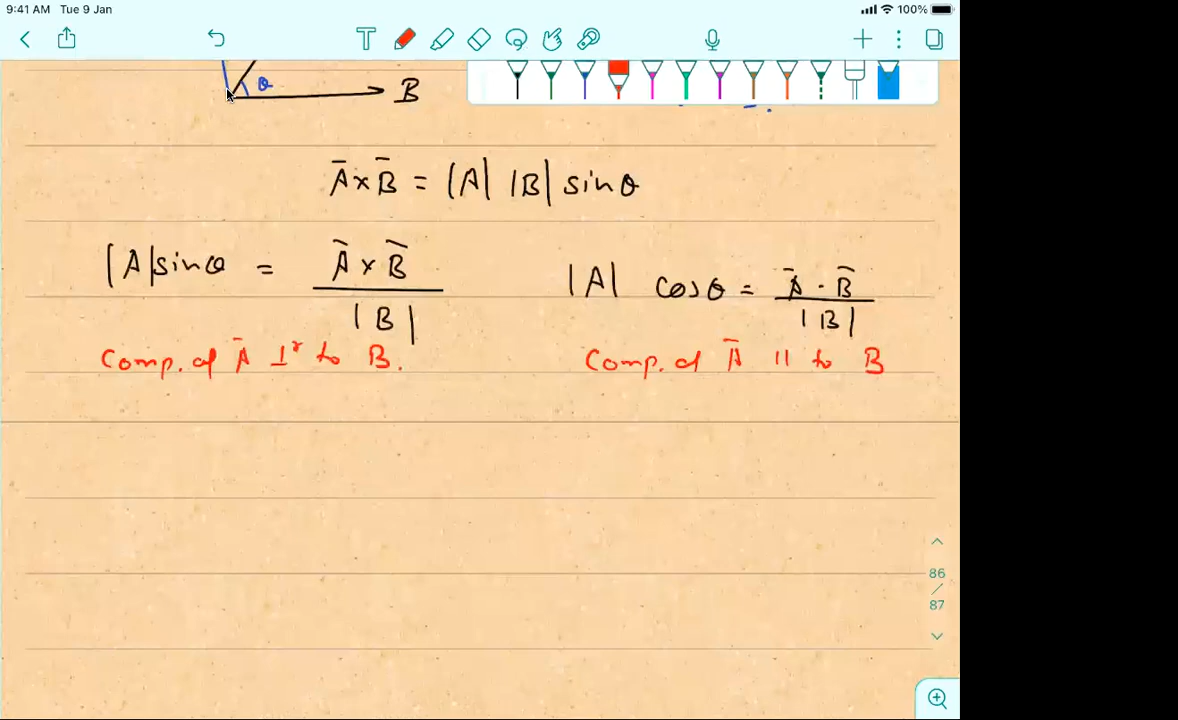 9:41 AM Tue 9 Jan 100%
θ B
Ā×B̄ = |A| |B| sinθ
|A|sinθ = Ā × B̄ / |B|
|A| cosθ = Ā · B̄ / |B|
Comp. of Ā ⊥r to B.
Comp. of Ā || to B
86
/
87